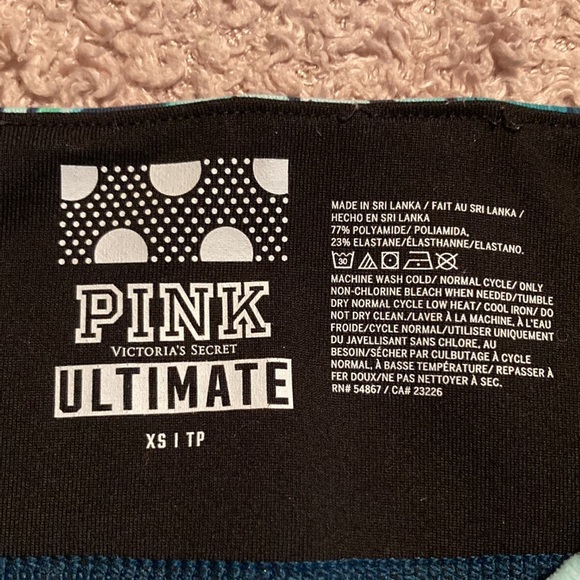 PINK
VICTORIA'S SECRET
ULTIMATE
XS | TP
MADE IN SRI LANKA / FAIT AU SRI LANKA /
HECHO EN SRI LANKA
77% POLYAMIDE/ POLIAMIDA,
23% ELASTANE/ÉLASTHANNE/ELASTANO.
30
MACHINE WASH COLD/ NORMAL CYCLE/ ONLY
NON-CHLORINE BLEACH WHEN NEEDED/TUMBLE
DRY NORMAL CYCLE LOW HEAT/ COOL IRON/ DO
NOT DRY CLEAN./LAVER À LA MACHINE, À L'EAU
FROIDE/CYCLE NORMAL/UTILISER UNIQUEMENT
DU JAVELLISANT SANS CHLORE, AU
BESOIN/SÉCHER PAR CULBUTAGE À CYCLE
NORMAL, À BASSE TEMPÉRATURE/ REPASSER À
FER DOUX/NE PAS NETTOYER À SEC.
RN# 54867 / CA# 23226